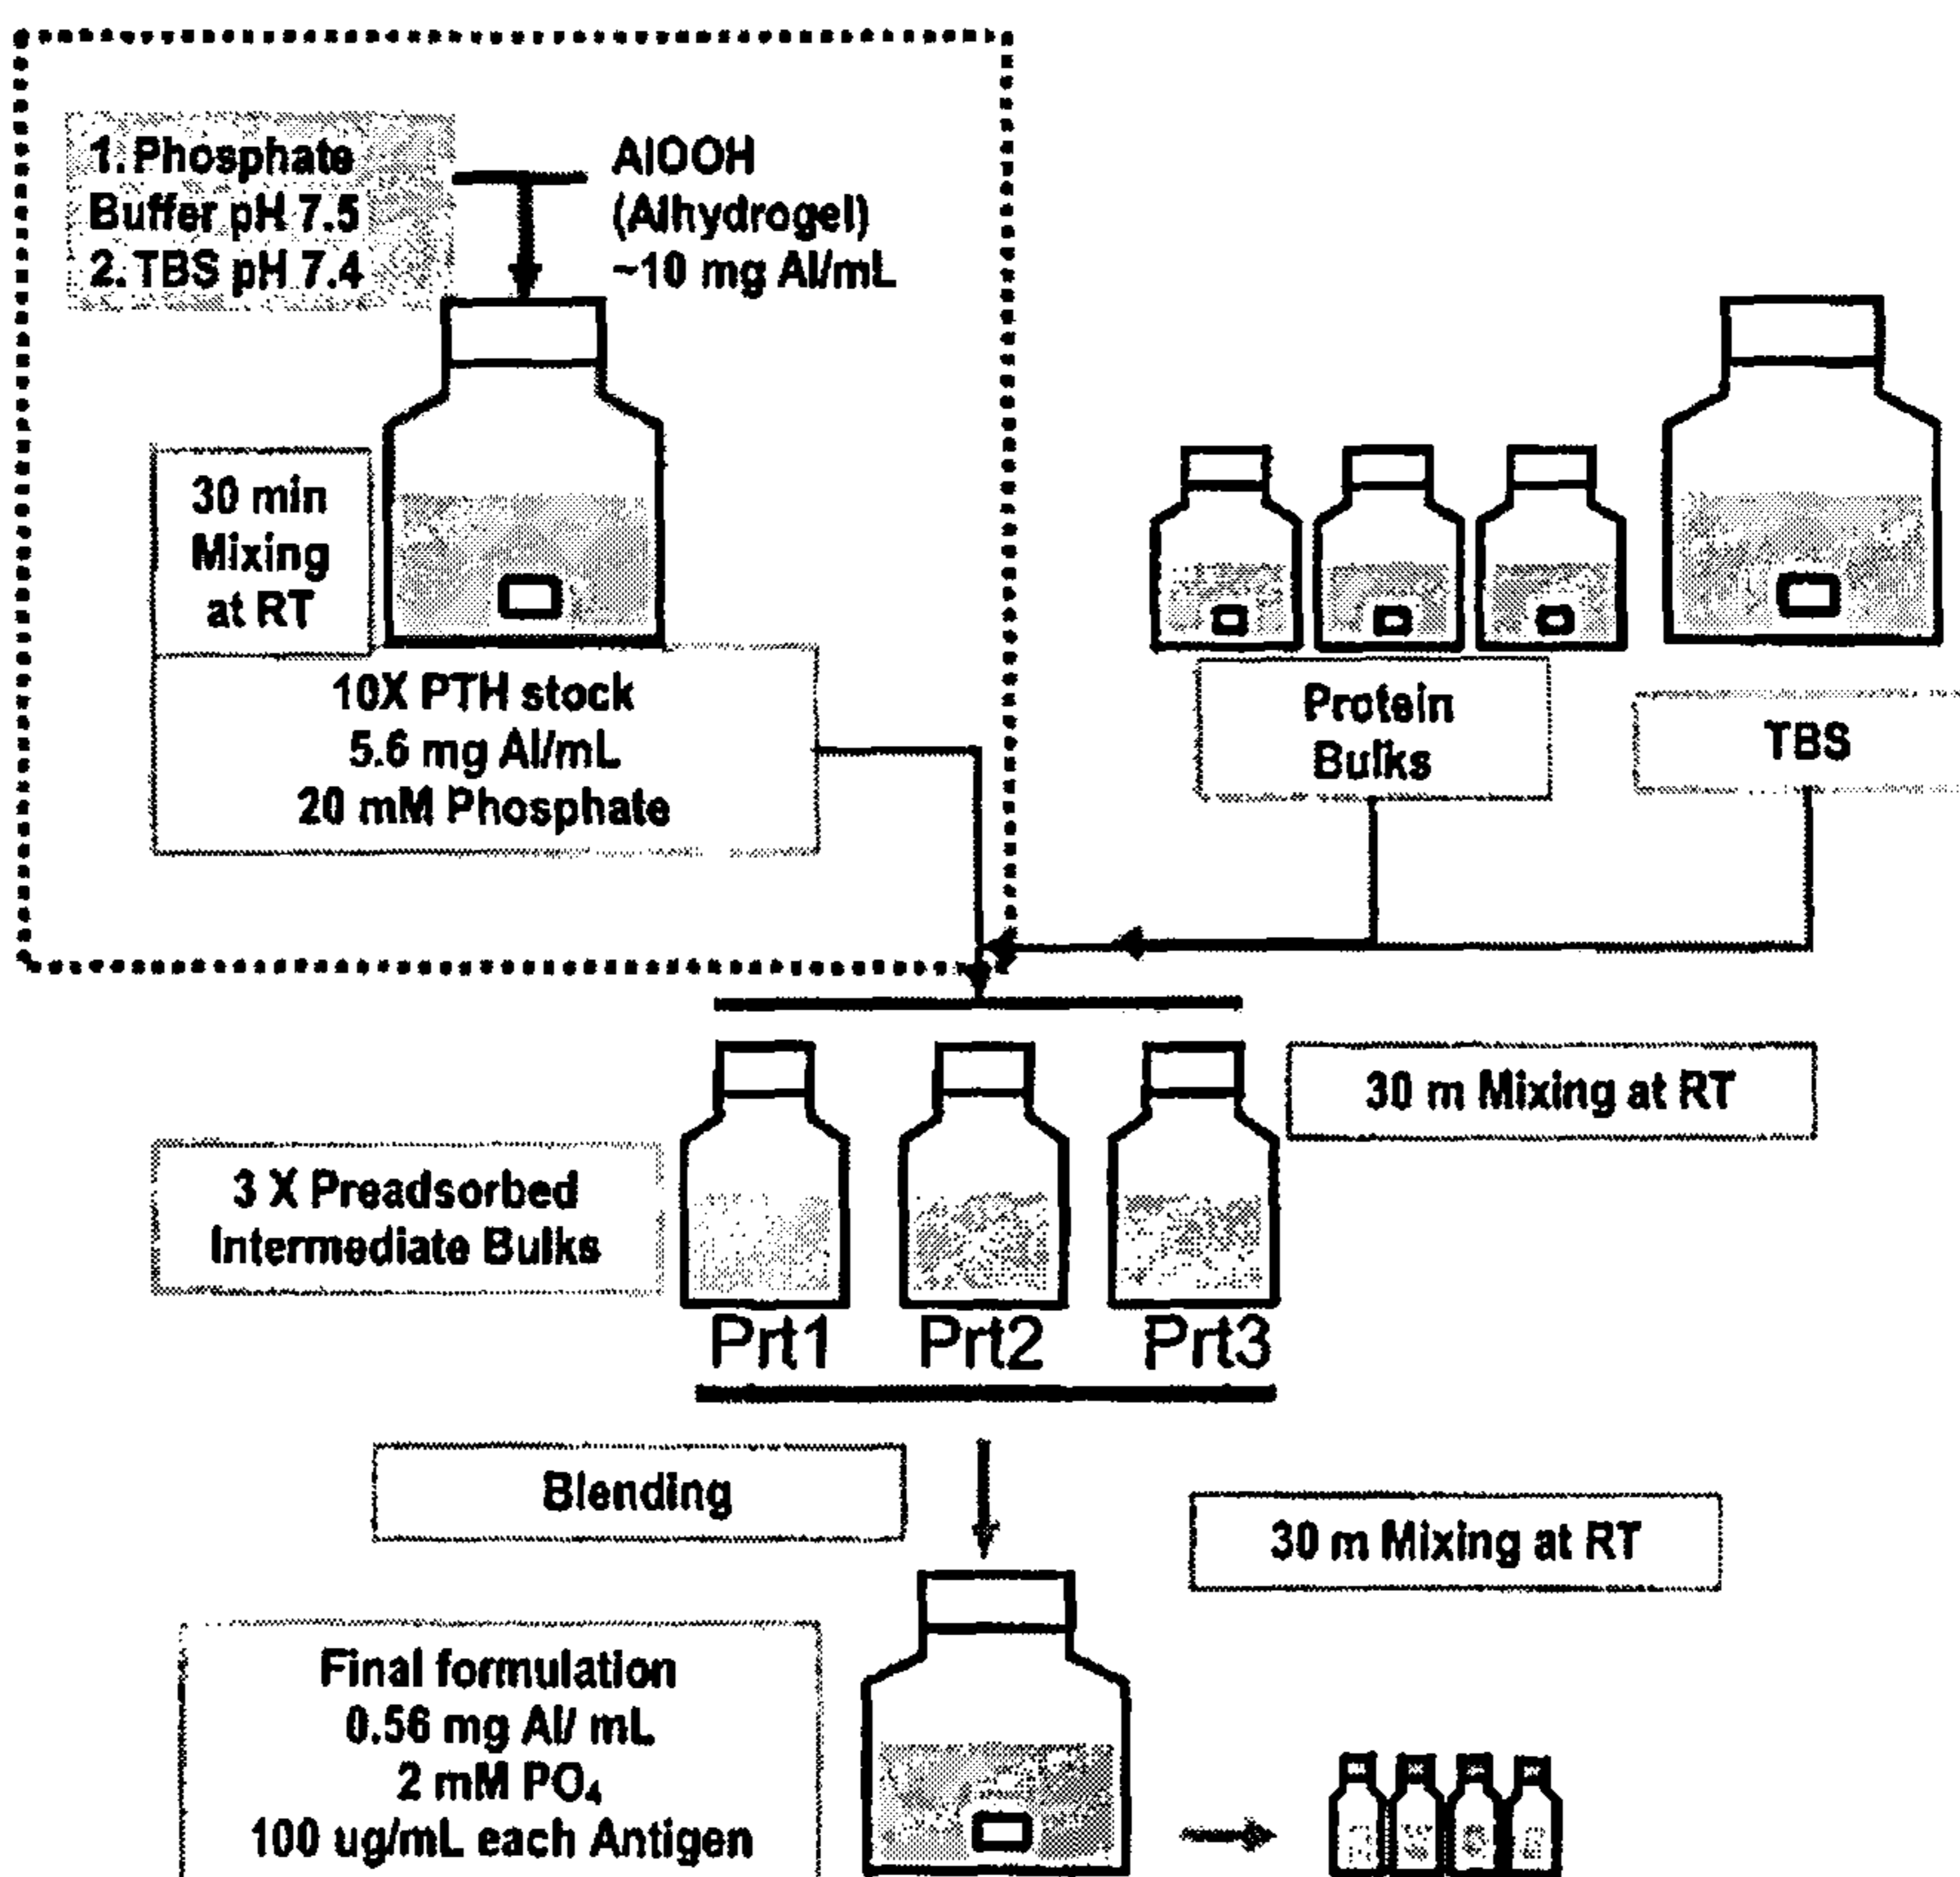 1. Phosphate
Buffer pH 7.5
2. TBS pH 7.4
AlOOH
(Alhydrogel)
~10 mg Al/mL
30 min
Mixing
at RT
10X PTH stock
5.6 mg Al/mL
20 mM Phosphate
Protein
Bulks
TBS
30 m Mixing at RT
3 X Preadsorbed
Intermediate Bulks
Prt1 Prt2 Prt3
Blending
30 m Mixing at RT
Final formulation
0.56 mg Al/ mL
2 mM PO₄
100 ug/mL each Antigen